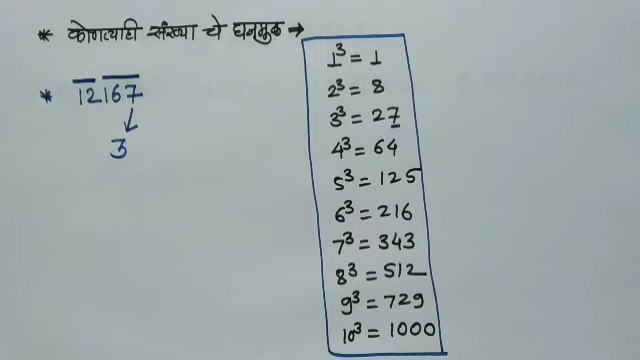 * कोणत्याही संख्या चे घनमुळ →
* 12167
3
1³ = 1
2³ = 8
3³ = 27
4³ = 64
5³ = 125
6³ = 216
7³ = 343
8³ = 512
9³ = 729
10³ = 1000